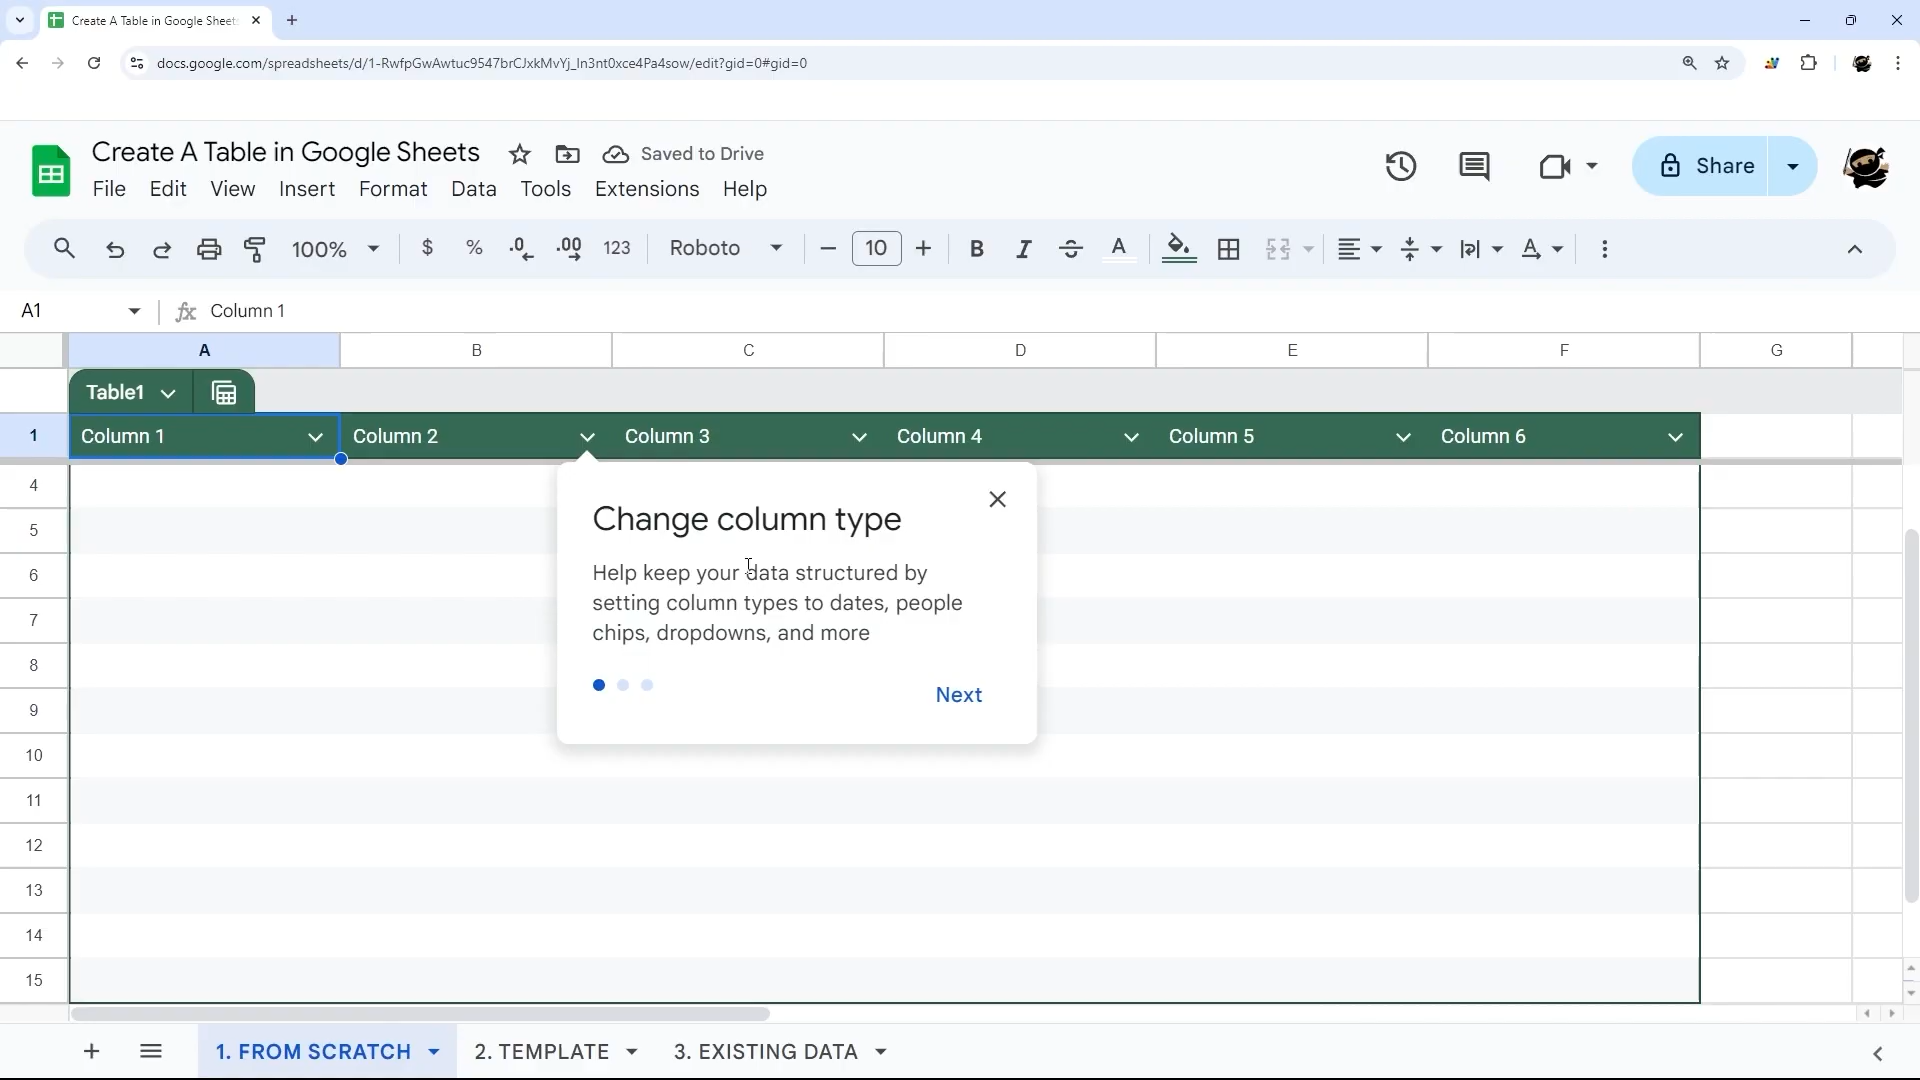 Create A Table in Google Sheet
docs.google.com/spreadsheets/d/1-RwfpGwAwtuc9547brCJxkMvYj_In3nt0xce4Pa4sow/edit?gid=0#gid=0
Create A Table in Google Sheets
Saved to Drive
File Edit View Insert Format Data Tools Extensions Help
Share
100% $ % .0 .00 123 Roboto 10 B I A A
A1 fx Column 1
A B C D E F G
Table1
1 Column 1 Column 2 Column 3 Column 4 Column 5 Column 6
4
5
6
7
8
9
10
11
12
13
14
15
Change column type
Help keep your data structured by
setting column types to dates, people
chips, dropdowns, and more
Next
1. FROM SCRATCH 2. TEMPLATE 3. EXISTING DATA